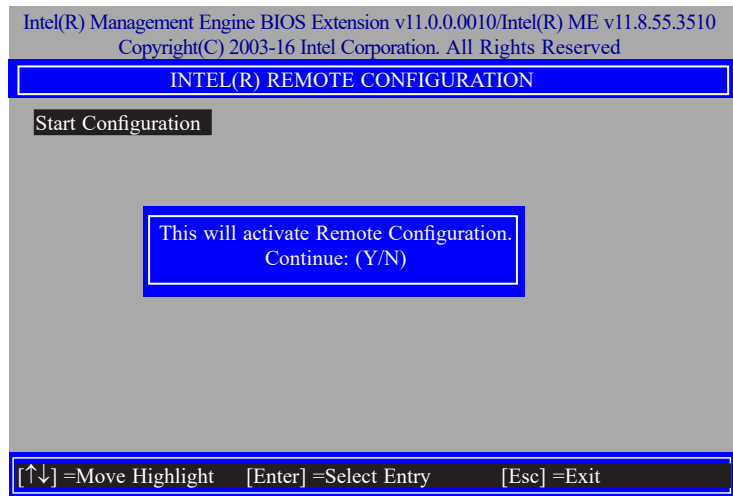 Intel(R) Management Engine BIOS Extension v11.0.0.0010/Intel(R) ME v11.8.55.3510
Copyright(C) 2003-16 Intel Corporation. All Rights Reserved
INTEL(R) REMOTE CONFIGURATION
Start Configuration
This will activate Remote Configuration.
Continue: (Y/N)
[↑↓] =Move Highlight [Enter] =Select Entry [Esc] =Exit